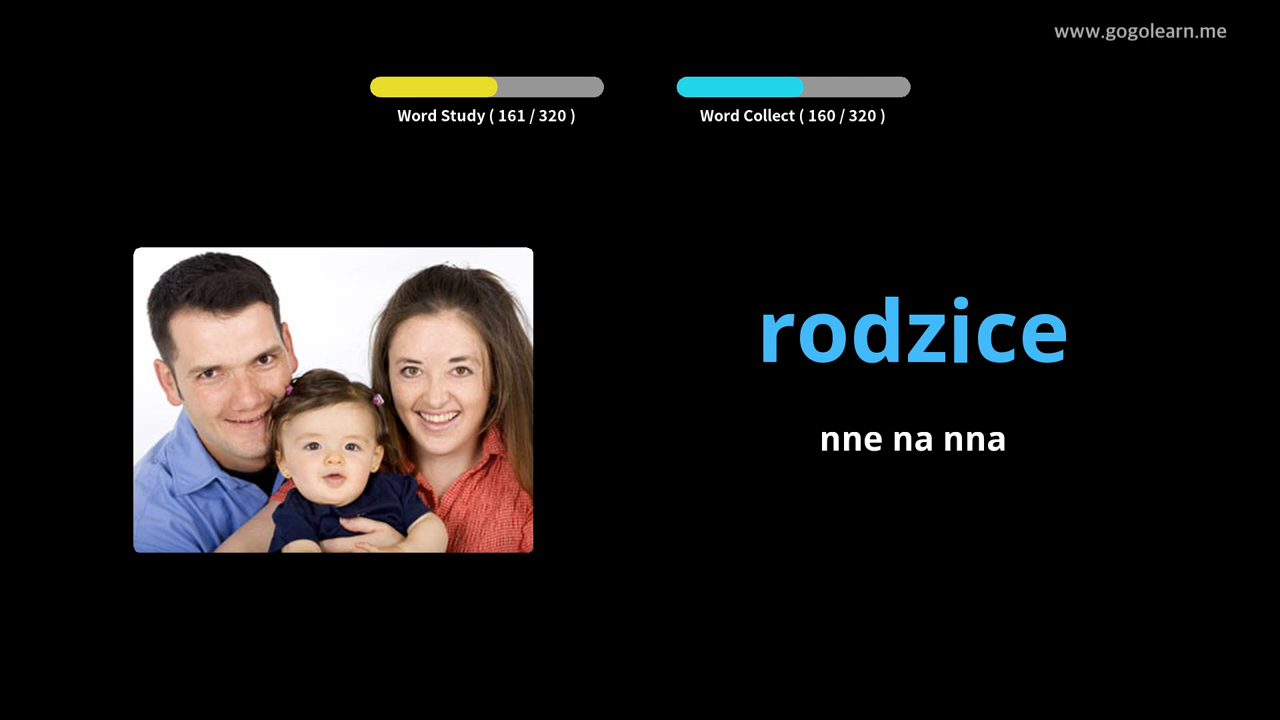 www.gogolearn.me
Word Study ( 161 / 320 )
Word Collect ( 160 / 320 )
rodzice
nne na nna